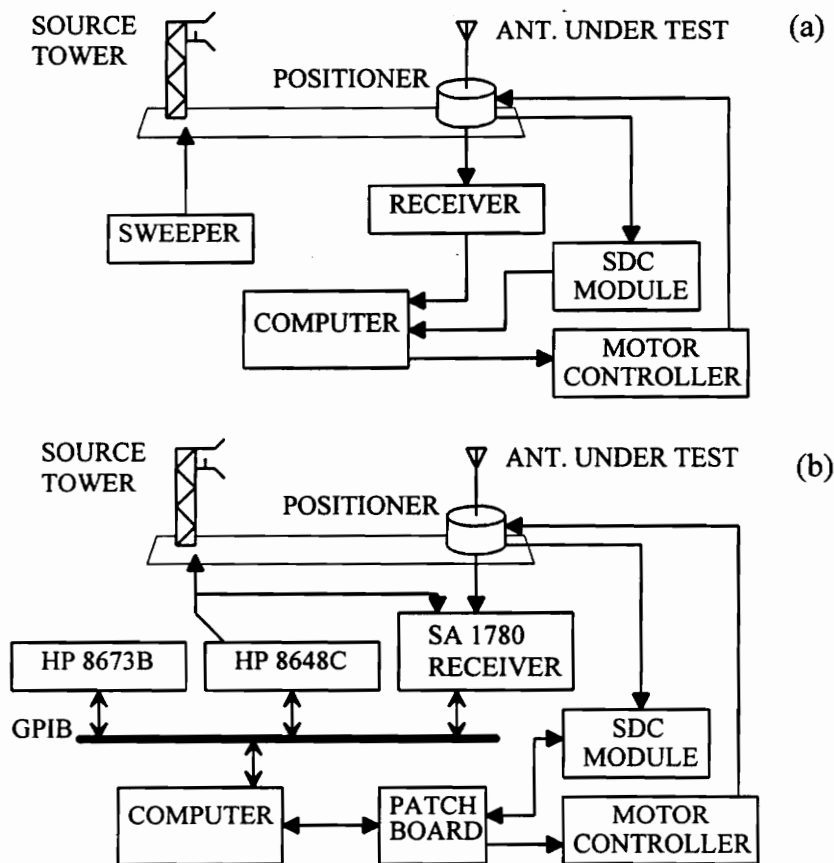 SOURCE
TOWER
ANT. UNDER TEST
(a)
POSITIONER
RECEIVER
SWEEPER
SDC
MODULE
COMPUTER
MOTOR
CONTROLLER
SOURCE
TOWER
ANT. UNDER TEST
(b)
POSITIONER
SA 1780
RECEIVER
HP 8673B
HP 8648C
GPIB
SDC
MODULE
COMPUTER
PATCH
BOARD
MOTOR
CONTROLLER